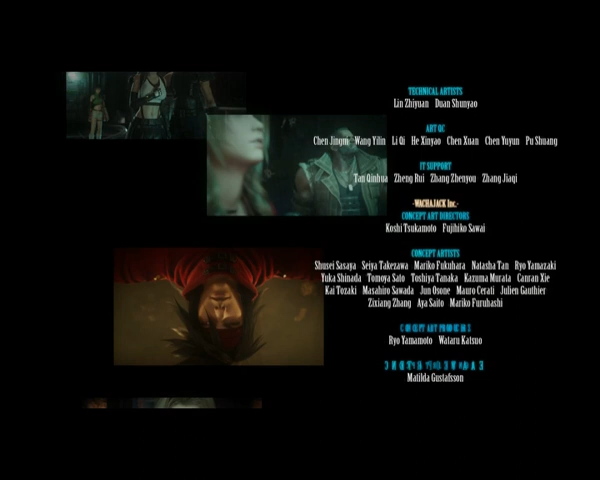 TECHNICAL ARTISTS
Lin Zhiyuan Duan Shunyao
ART QC
Chen Jingni Wang Yilin Li Qi He Xinyao Chen Xuan Chen Yuyun Pu Shuang
IT SUPPORT
Tan Qinhua Zheng Rui Zhang Zhenyou Zhang Jiaqi
-WACHAJACK Inc.-
CONCEPT ART DIRECTORS
Koshi Tsukamoto Fujihiko Sawai
CONCEPT ARTISTS
Shusei Sasaya Seiya Takezawa Mariko Fukuhara Natasha Tan Ryo Yamazaki
Yuka Shinada Tomoya Sato Toshiya Tanaka Kazuma Murata Canran Xie
Kai Tozaki Masahiro Sawada Jun Osone Mauro Cerati Julien Gauthier
Zixiang Zhang Aya Saito Mariko Furuhashi
CONCEPT ART
Ryo Yamamoto Wataru Katsuo
Matilda Gustafsson